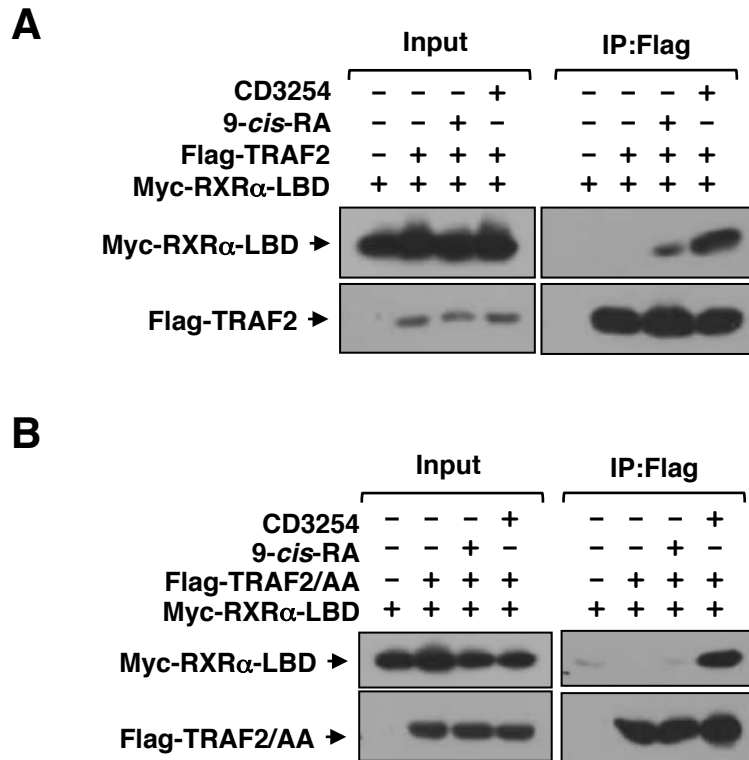 A
Input IP:Flag
CD3254 – – – + – – – +
9-cis-RA – – + – – – + –
Flag-TRAF2 – + + + – + + +
Myc-RXRα-LBD + + + + + + + +
Myc-RXRα-LBD
Flag-TRAF2
B
Input IP:Flag
CD3254 – – – + – – – +
9-cis-RA – – + – – – + –
Flag-TRAF2/AA – + + + – + + +
Myc-RXRα-LBD + + + + + + + +
Myc-RXRα-LBD
Flag-TRAF2/AA